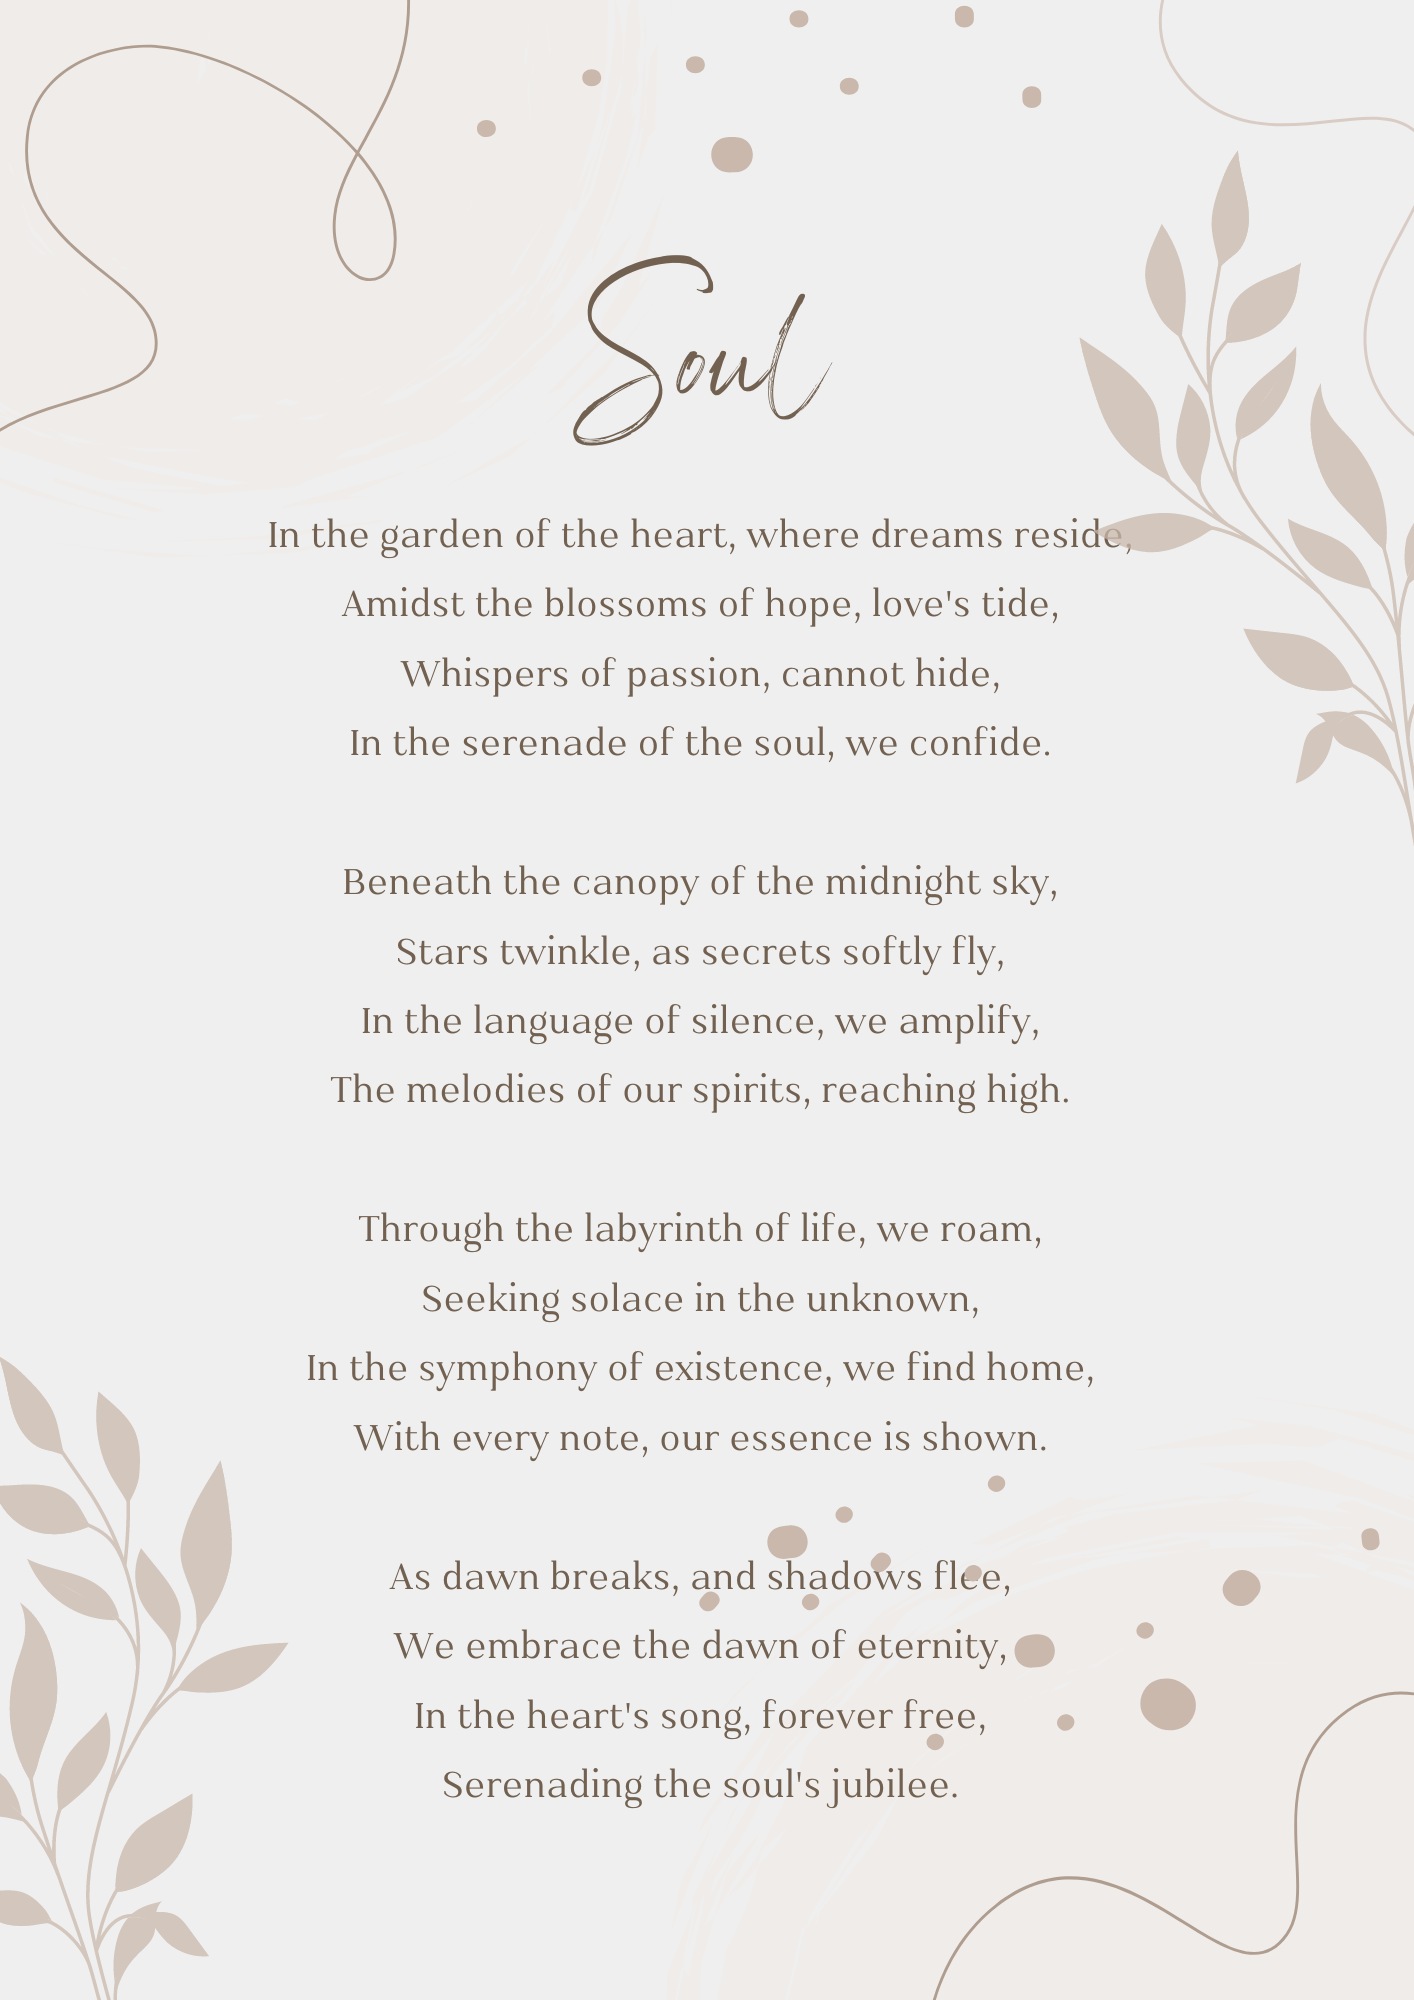 Soul
In the garden of the heart, where dreams reside,
Amidst the blossoms of hope, love's tide,
Whispers of passion, cannot hide,
In the serenade of the soul, we confide.
Beneath the canopy of the midnight sky,
Stars twinkle, as secrets softly fly,
In the language of silence, we amplify,
The melodies of our spirits, reaching high.
Through the labyrinth of life, we roam,
Seeking solace in the unknown,
In the symphony of existence, we find home,
With every note, our essence is shown.
As dawn breaks, and shadows flee,
We embrace the dawn of eternity,
In the heart's song, forever free,
Serenading the soul's jubilee.